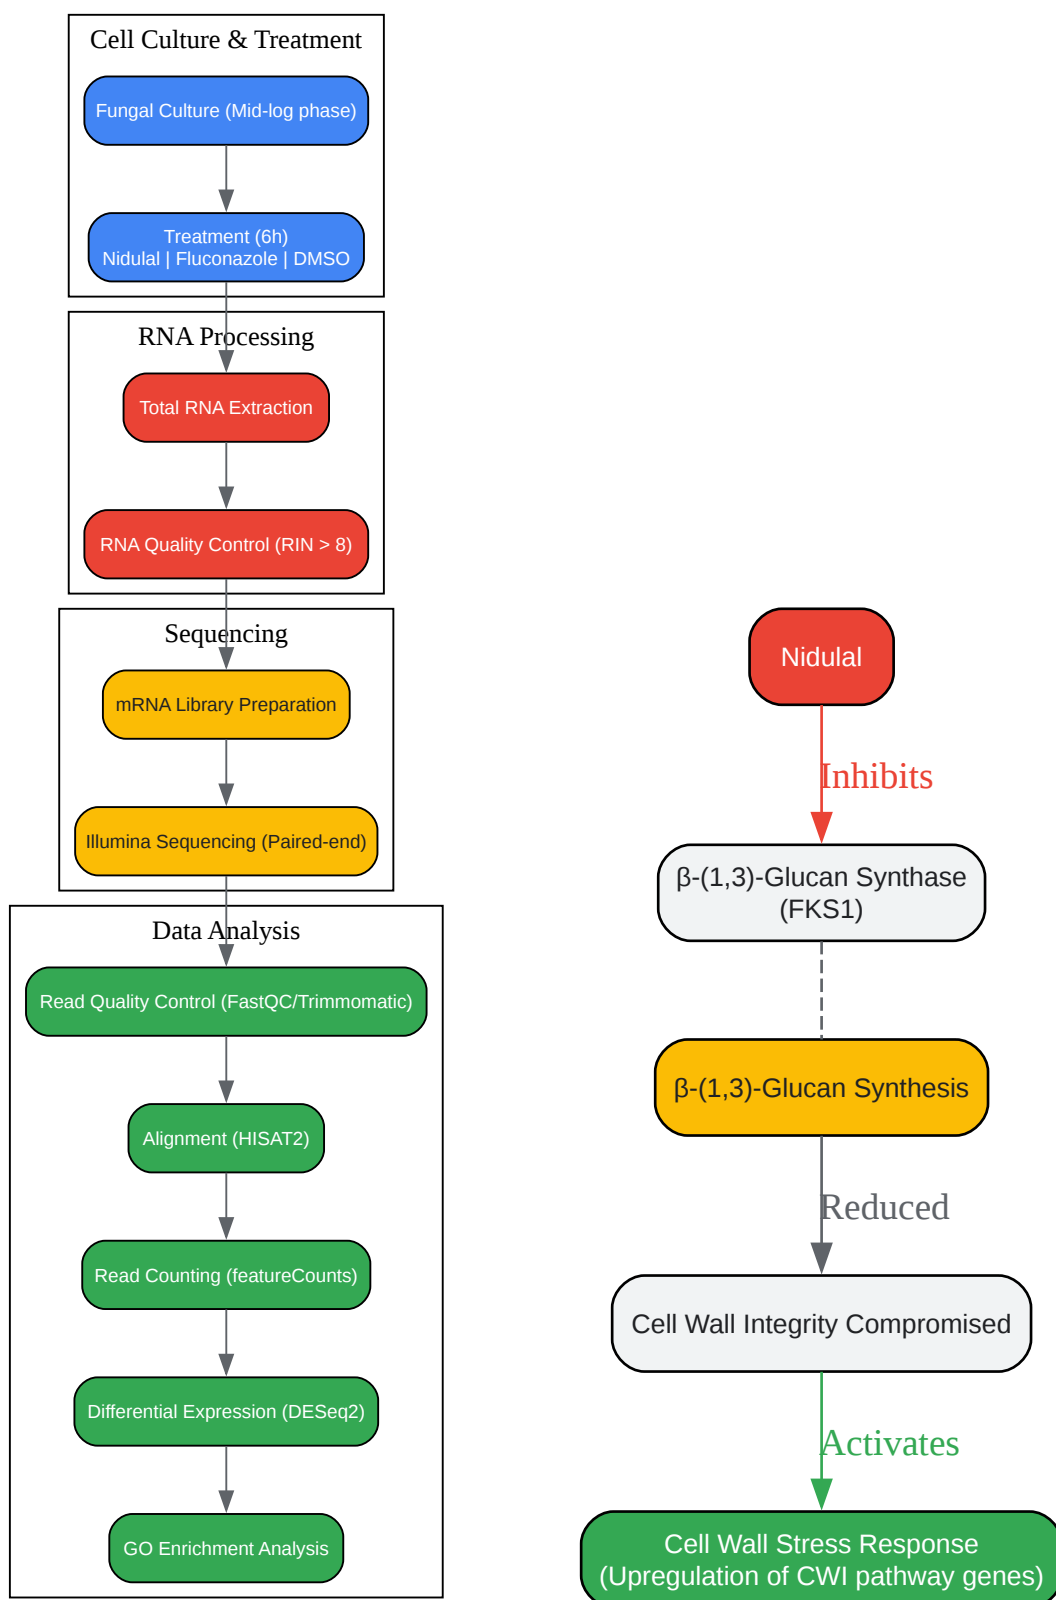 Cell Culture & Treatment
Fungal Culture (Mid-log phase)
Treatment (6h)
Nidulal | Fluconazole | DMSO
RNA Processing
Total RNA Extraction
RNA Quality Control (RIN > 8)
Sequencing
mRNA Library Preparation
Illumina Sequencing (Paired-end)
Data Analysis
Read Quality Control (FastQC/Trimmomatic)
Alignment (HISAT2)
Read Counting (featureCounts)
Differential Expression (DESeq2)
GO Enrichment Analysis
Nidulal
Inhibits
β-(1,3)-Glucan Synthase
(FKS1)
β-(1,3)-Glucan Synthesis
Reduced
Cell Wall Integrity Compromised
Activates
Cell Wall Stress Response
(Upregulation of CWI pathway genes)